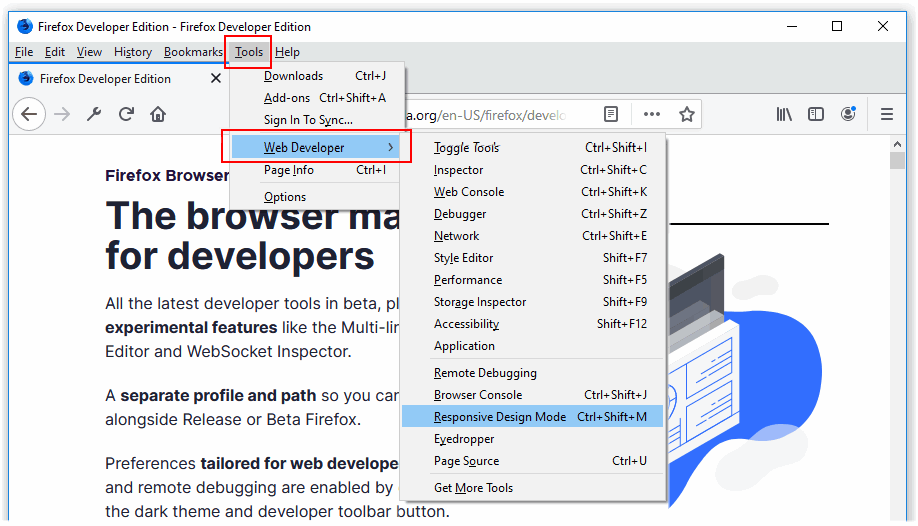 Firefox Developer Edition - Firefox Developer Edition
File Edit View History Bookmarks Tools Help
Firefox Developer Edition
Downloads Ctrl+J
Add-ons Ctrl+Shift+A
Sign In To Sync...
Web Developer
Page Info Ctrl+I
Options
a.org/en-US/firefox/develo
Toggle Tools Ctrl+Shift+I
Inspector Ctrl+Shift+C
Web Console Ctrl+Shift+K
Debugger Ctrl+Shift+Z
Network Ctrl+Shift+E
Style Editor Shift+F7
Performance Shift+F5
Storage Inspector Shift+F9
Accessibility Shift+F12
Application
Remote Debugging
Browser Console Ctrl+Shift+J
Responsive Design Mode Ctrl+Shift+M
Eyedropper
Page Source Ctrl+U
Get More Tools
Firefox Browser
The browser ma
for developers
All the latest developer tools in beta, pl
experimental features like the Multi-lin
Editor and WebSocket Inspector.
A separate profile and path so you can
alongside Release or Beta Firefox.
Preferences tailored for web develope
and remote debugging are enabled by
the dark theme and developer toolbar button.